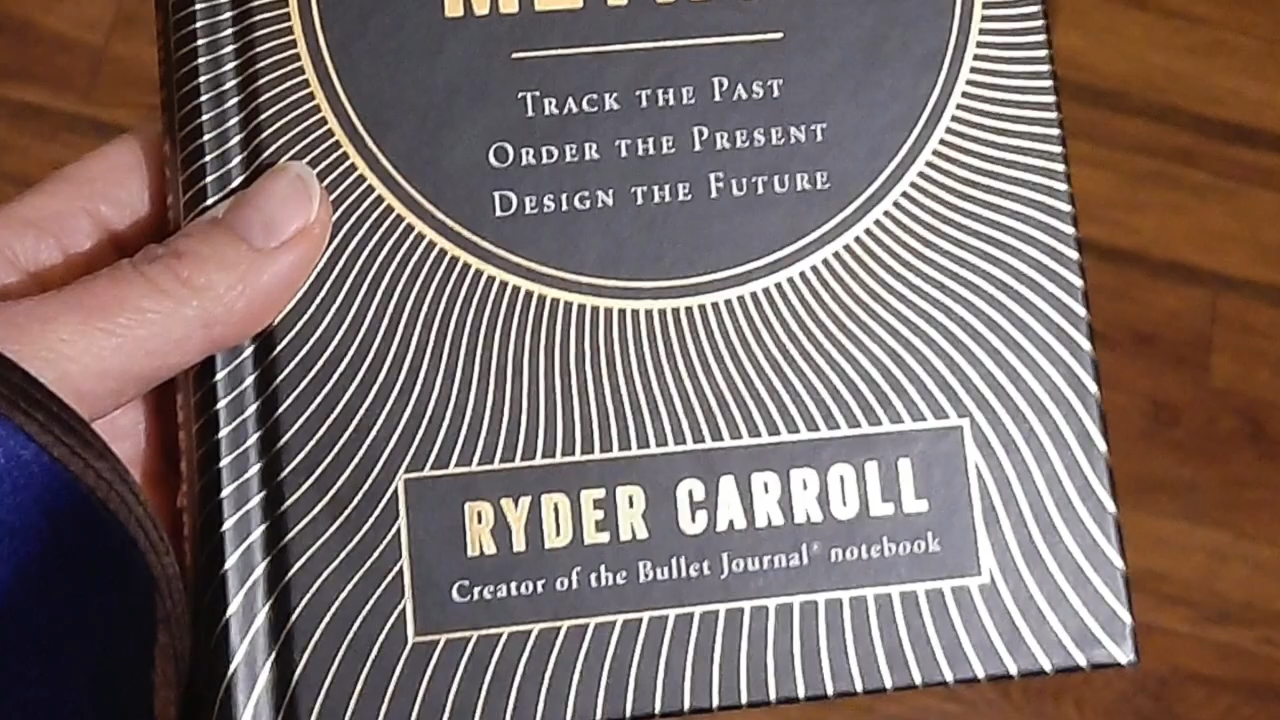 Track the Past
Order the Present
Design the Future
RYDER CARROLL
Creator of the Bullet Journal® notebook